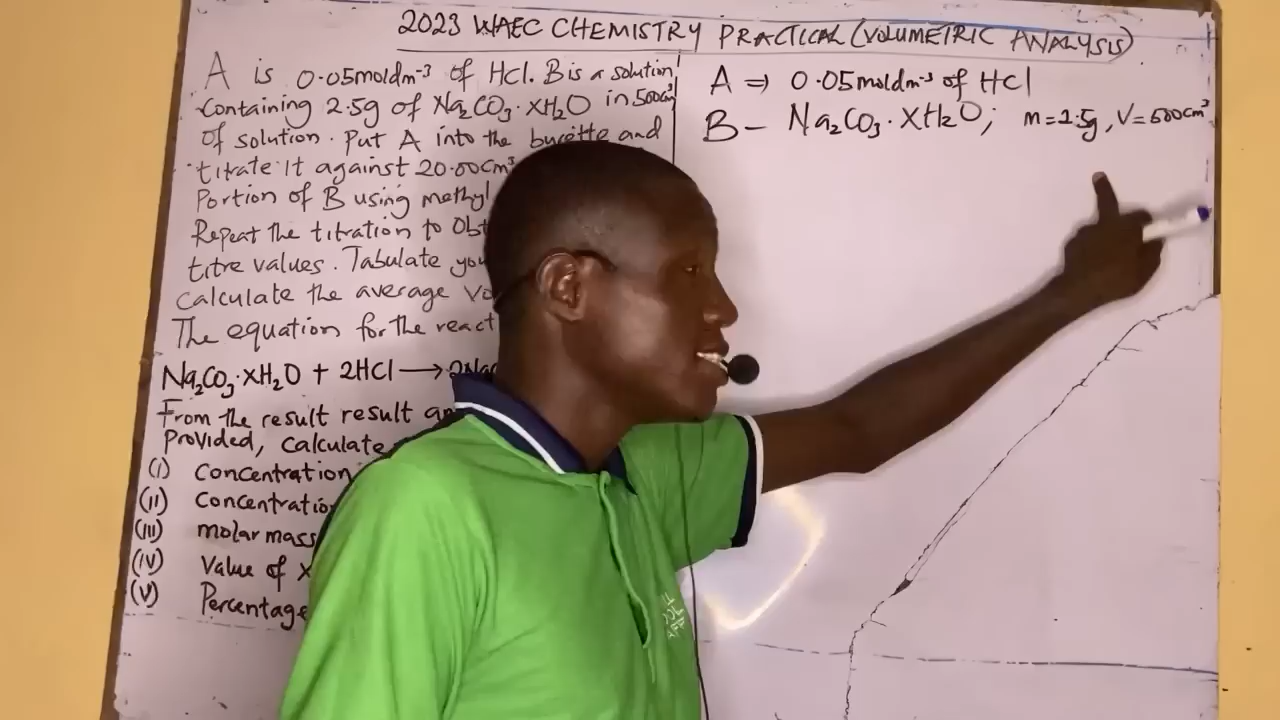 2023 WAEC CHEMISTRY PRACTICAL (VOLUMETRIC ANALYSIS)
A is 0.05moldm⁻³ of HCl. B is a solution
Containing 2.5g of Na₂CO₃.XH₂O in 500cm³
of solution. Put A into the burette and
titrate it against 20.00cm³
Portion of B using methyl
Repeat the titration to
titre values. Tabulate
Calculate the average
The equation for the
Na₂CO₃.XH₂O + 2HCl →
From the result result
Provided, Calculate
(i) Concentration
(ii)
(iii) molar mass
(iv) Value of X
(v) Percentage
A ⇒ 0.05moldm⁻³ of HCl
B – Na₂CO₃.XH₂O; m=2.5g, V=500cm³